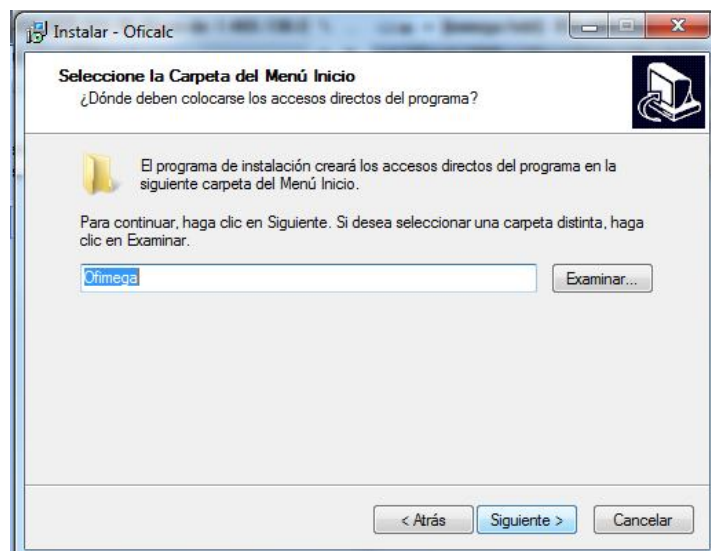 Instalar - Oficalc
Seleccione la Carpeta del Menú Inicio
¿Dónde deben colocarse los accesos directos del programa?
El programa de instalación creará los accesos directos del programa en la
siguiente carpeta del Menú Inicio.
Para continuar, haga clic en Siguiente. Si desea seleccionar una carpeta distinta, haga
clic en Examinar.
Ofimega
Examinar...
< Atrás
Siguiente >
Cancelar